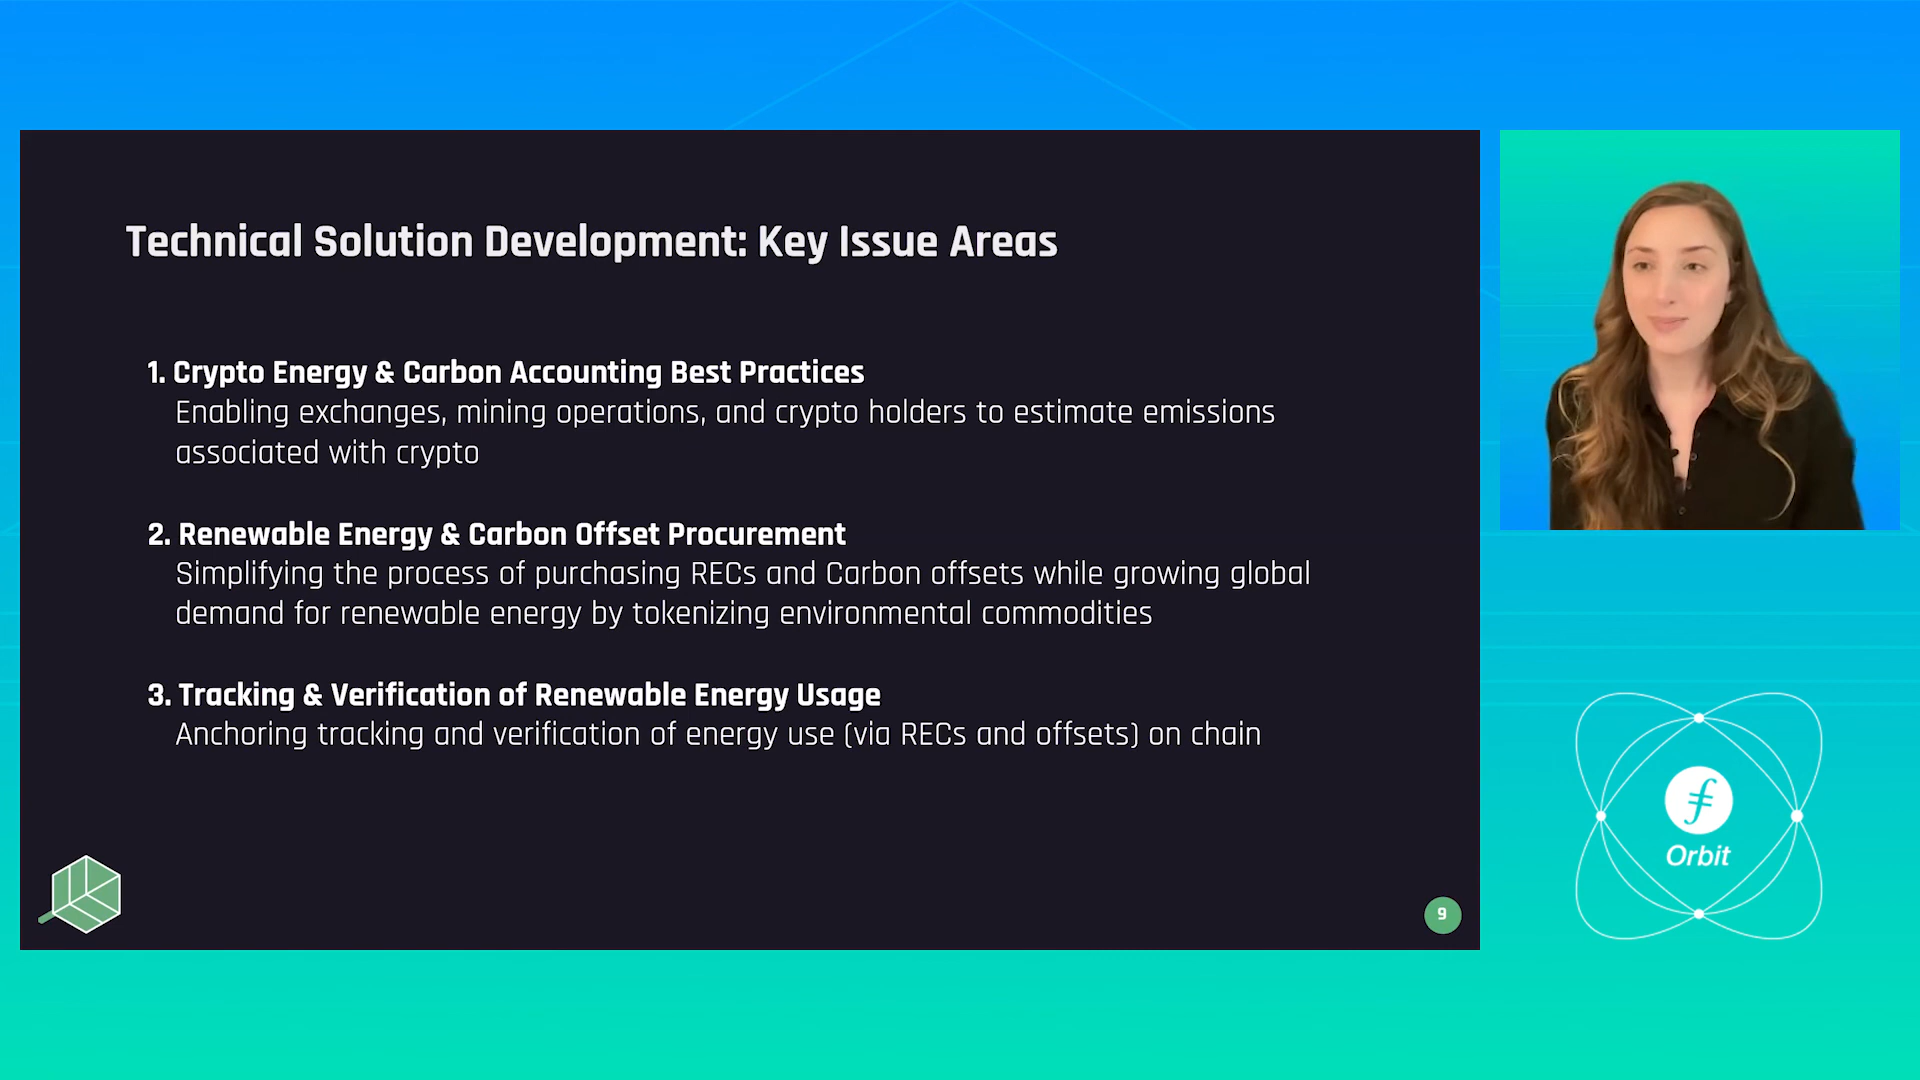 Technical Solution Development: Key Issue Areas
1. Crypto Energy & Carbon Accounting Best Practices
Enabling exchanges, mining operations, and crypto holders to estimate emissions
associated with crypto
2. Renewable Energy & Carbon Offset Procurement
Simplifying the process of purchasing RECs and Carbon offsets while growing global
demand for renewable energy by tokenizing environmental commodities
3. Tracking & Verification of Renewable Energy Usage
Anchoring tracking and verification of energy use (via RECs and offsets) on chain
9
Orbit